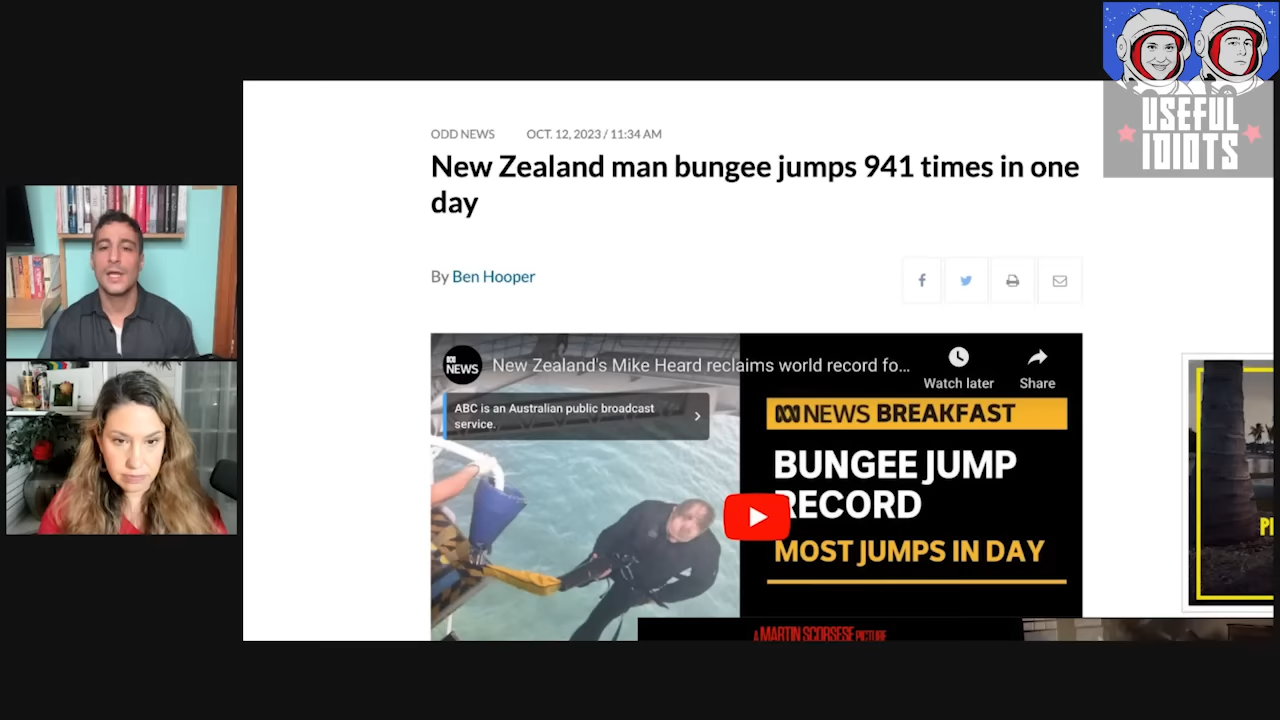 USEFUL
IDIOTS
ODD NEWS OCT. 12, 2023 / 11:34 AM
New Zealand man bungee jumps 941 times in one
day
By Ben Hooper
NEWS
New Zealand's Mike Heard reclaims world record fo...
Watch later
Share
ABC is an Australian public broadcast
service.
NEWS BREAKFAST
BUNGEE JUMP
RECORD
MOST JUMPS IN DAY
A MARTIN SCORSESE PICTURE